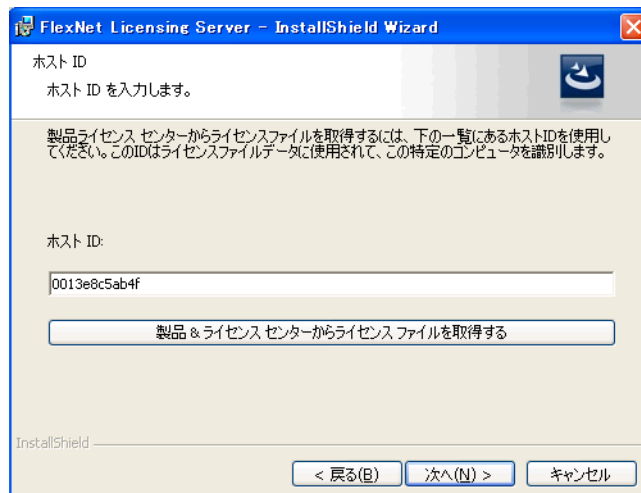 FlexNet Licensing Server - InstallShield Wizard
ホスト ID
ホスト ID を入力します。
製品ライセンス センターからライセンスファイルを取得するには、下の一覧にあるホストIDを使用し
てください。このIDはライセンスファイルデータに使用されて、この特定のコンピュータを識別します。
ホスト ID:
0013e8c5ab4f
製品 & ライセンス センターからライセンス ファイルを取得する
InstallShield
< 戻る(B)
次へ(N) >
キャンセル